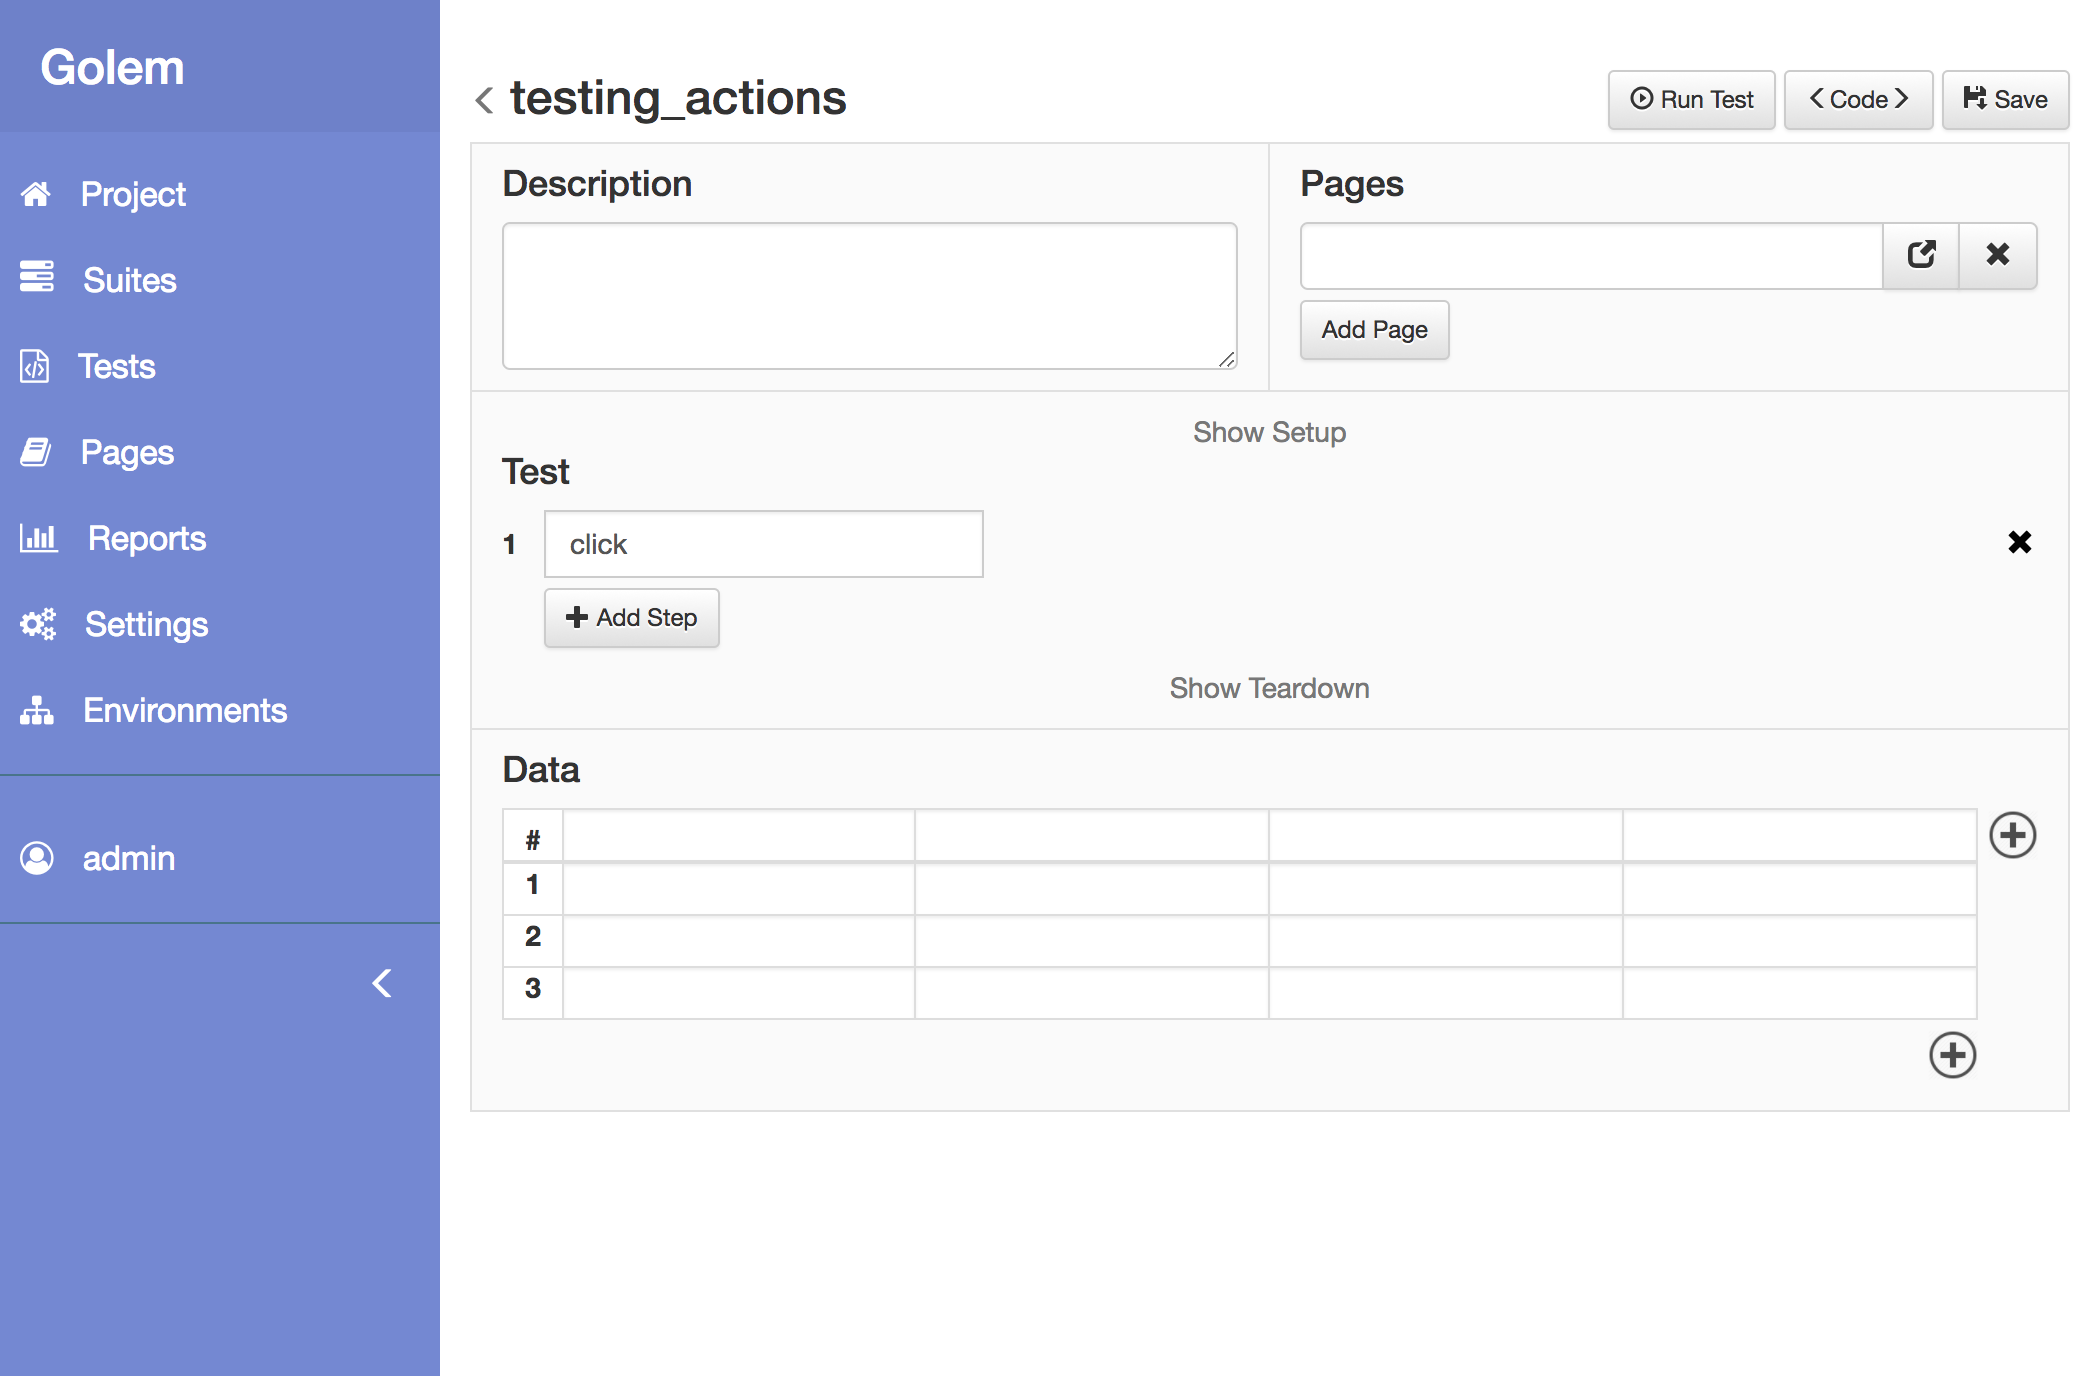 Golem
Project
Suites
Tests
Pages
Reports
Settings
Environments
admin
testing_actions
Run Test
Code
Save
Description
Pages
Add Page
Show Setup
Test
1
click
Add Step
Show Teardown
Data
#
1
2
3